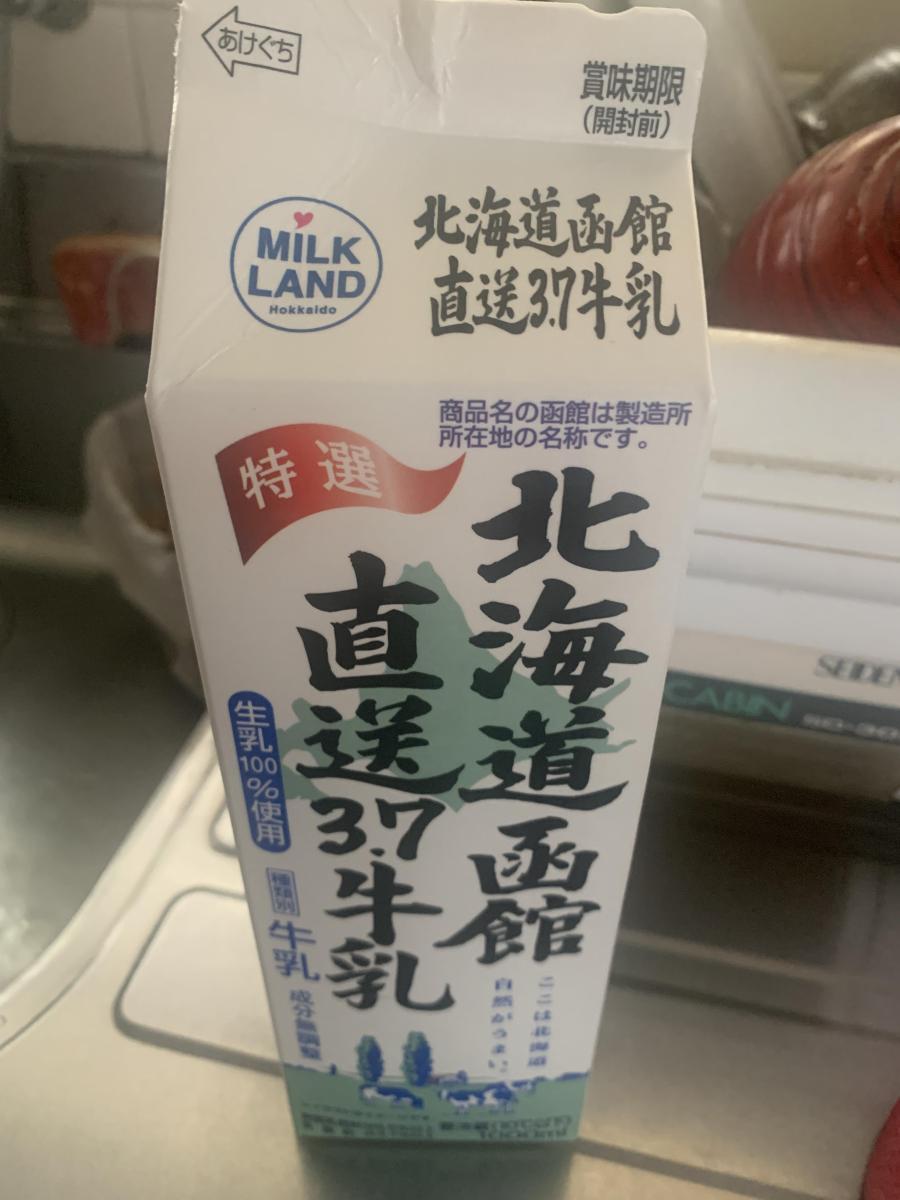 あけぐち
賞味期限
(開封前)
MILK
LAND
Hokkaido
北海道函館
直送3.7牛乳
商品名の函館は製造所
所在地の名称です。
特選
北海道函館
直送3.7牛乳
生乳100%使用
種類別
牛乳
成分無調整
ここは北海道
自然がうまい。
1000ml
CABIN